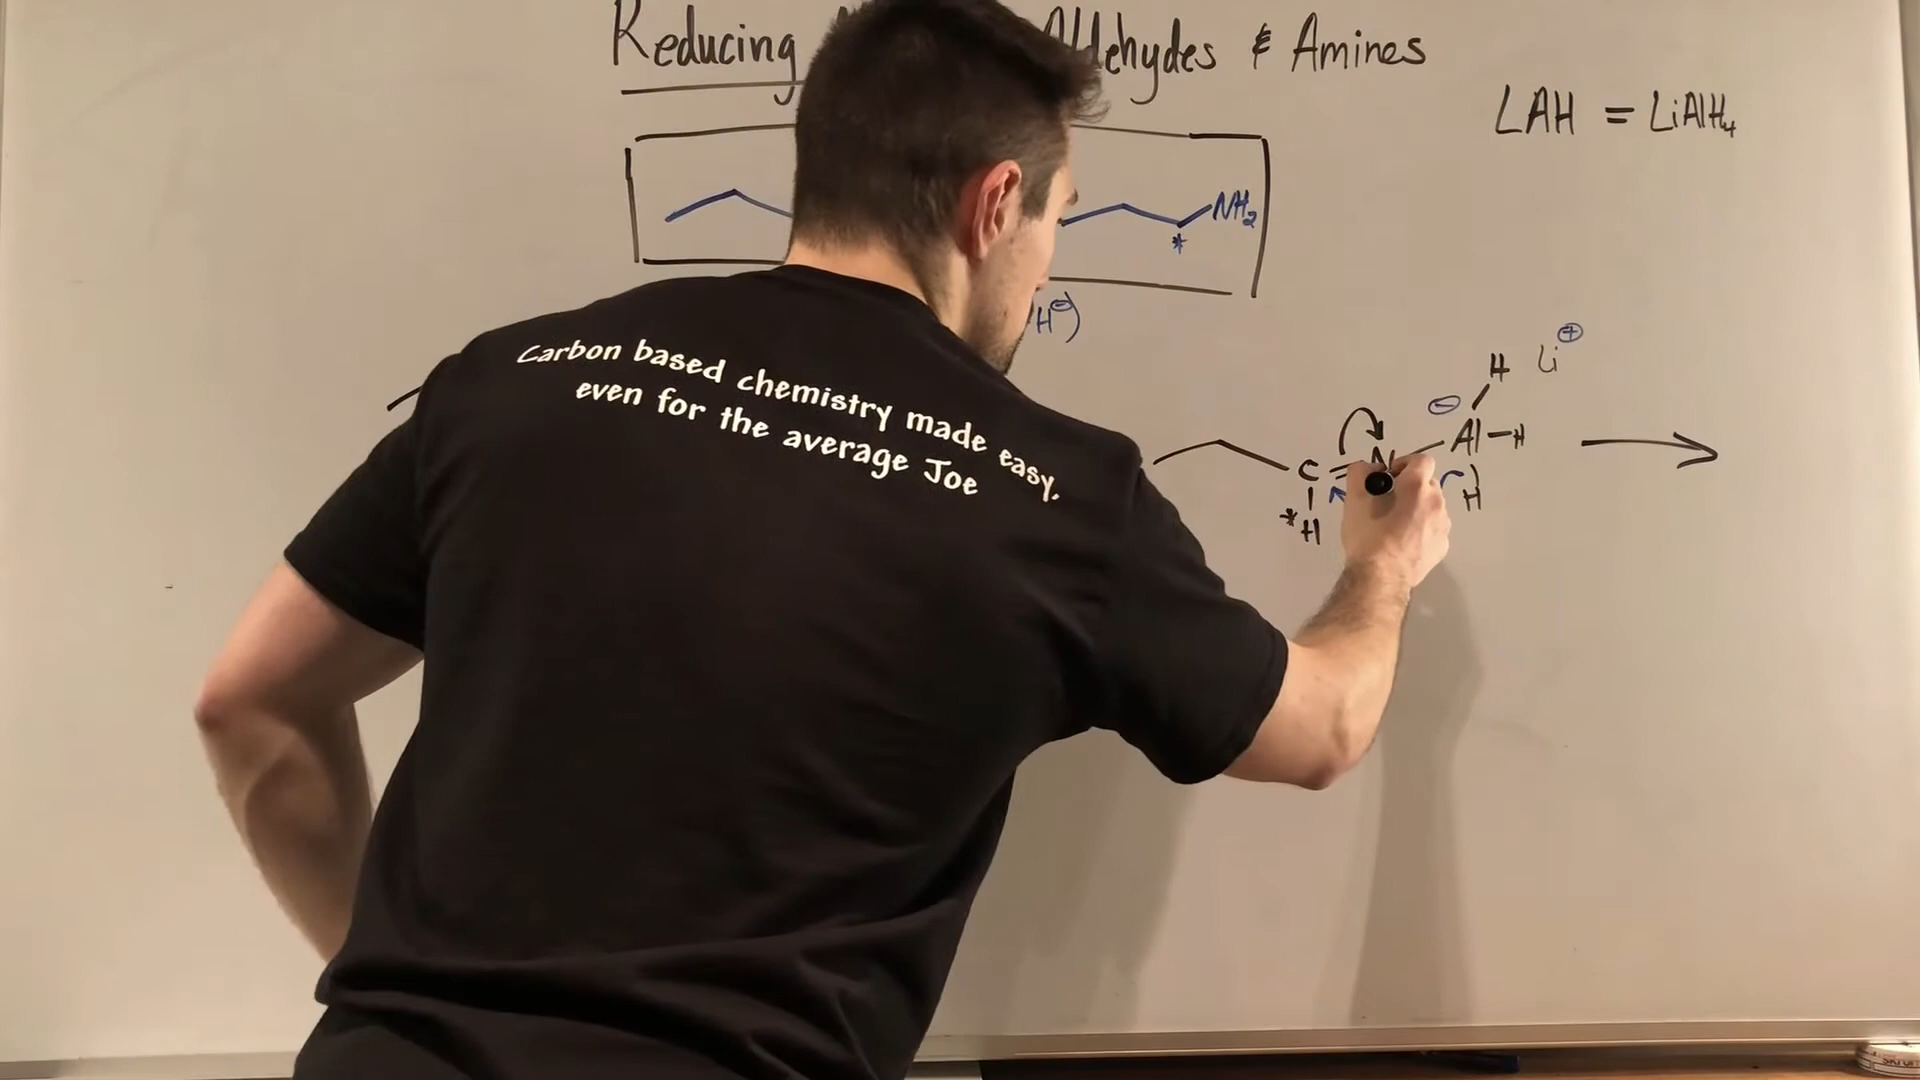 Reducing Aldehydes & Amines
LAH = LiAlH₄
NH₂
*
H⊖)
Li⊕
H
⊖
Al-H
C N
H
*H
Carbon based chemistry made easy,
even for the average Joe